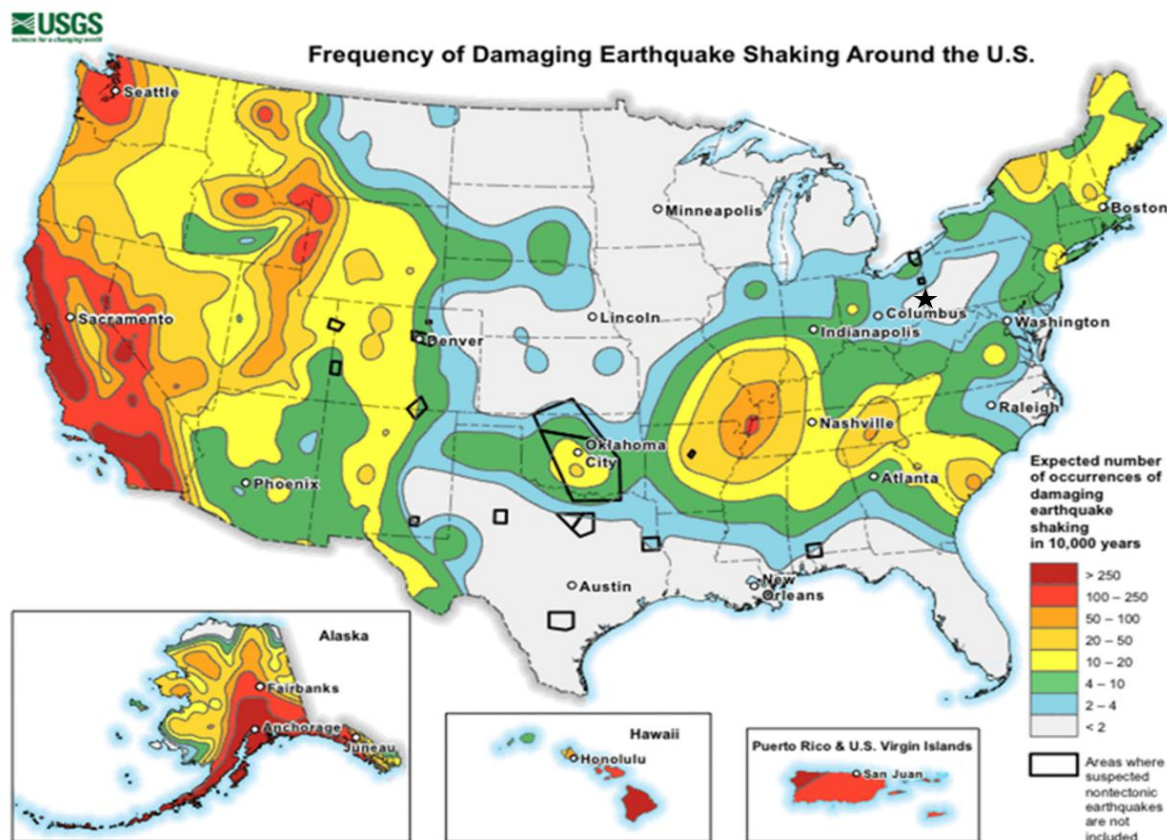 USGS
science for a changing world
Frequency of Damaging Earthquake Shaking Around the U.S.
Seattle
Minneapolis
Boston
Sacramento
Lincoln
Columbus
Washington
Denver
Indianapolis
Raleigh
Nashville
Oklahoma
City
Phoenix
Atlanta
Austin
New
Orleans
Expected number
of occurrences of
damaging
earthquake
shaking
in 10,000 years
> 250
100 – 250
50 – 100
20 – 50
10 – 20
4 – 10
2 – 4
< 2
Areas where
suspected
nontectonic
earthquakes
are not
included
Alaska
Fairbanks
Anchorage
Juneau
Hawaii
Honolulu
Puerto Rico & U.S. Virgin Islands
San Juan